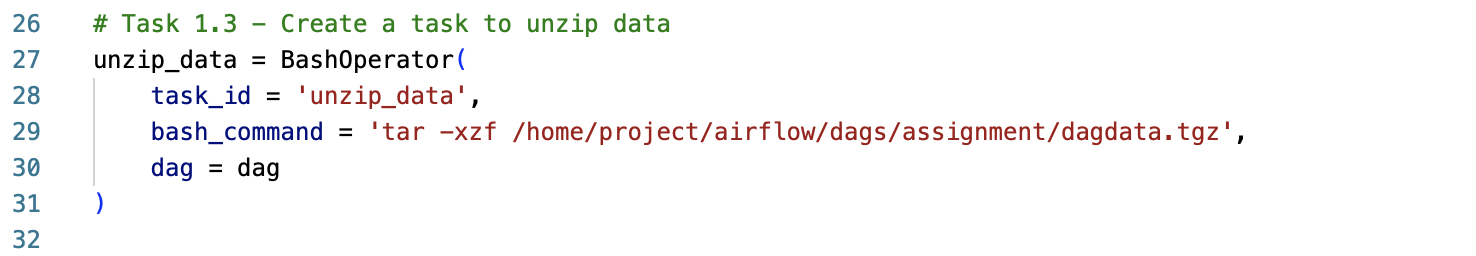 26 # Task 1.3 - Create a task to unzip data
27 unzip_data = BashOperator(
28 task_id = 'unzip_data',
29 bash_command = 'tar -xzf /home/project/airflow/dags/assignment/dagdata.tgz',
30 dag = dag
31 )
32